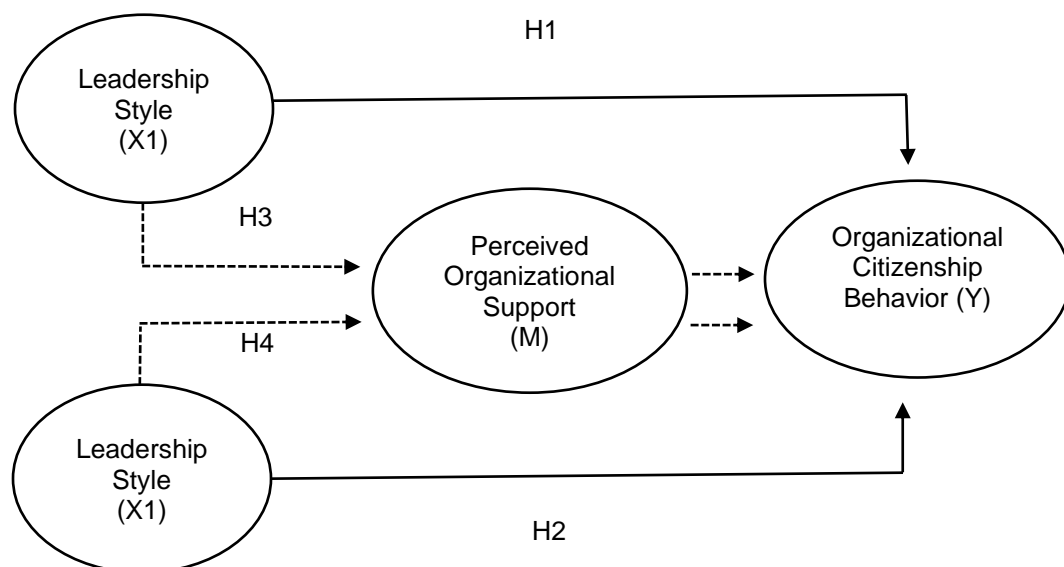 H1
Leadership
Style
(X1)
H3
Perceived
Organizational
Support
(M)
Organizational
Citizenship
Behavior (Y)
H4
Leadership
Style
(X1)
H2